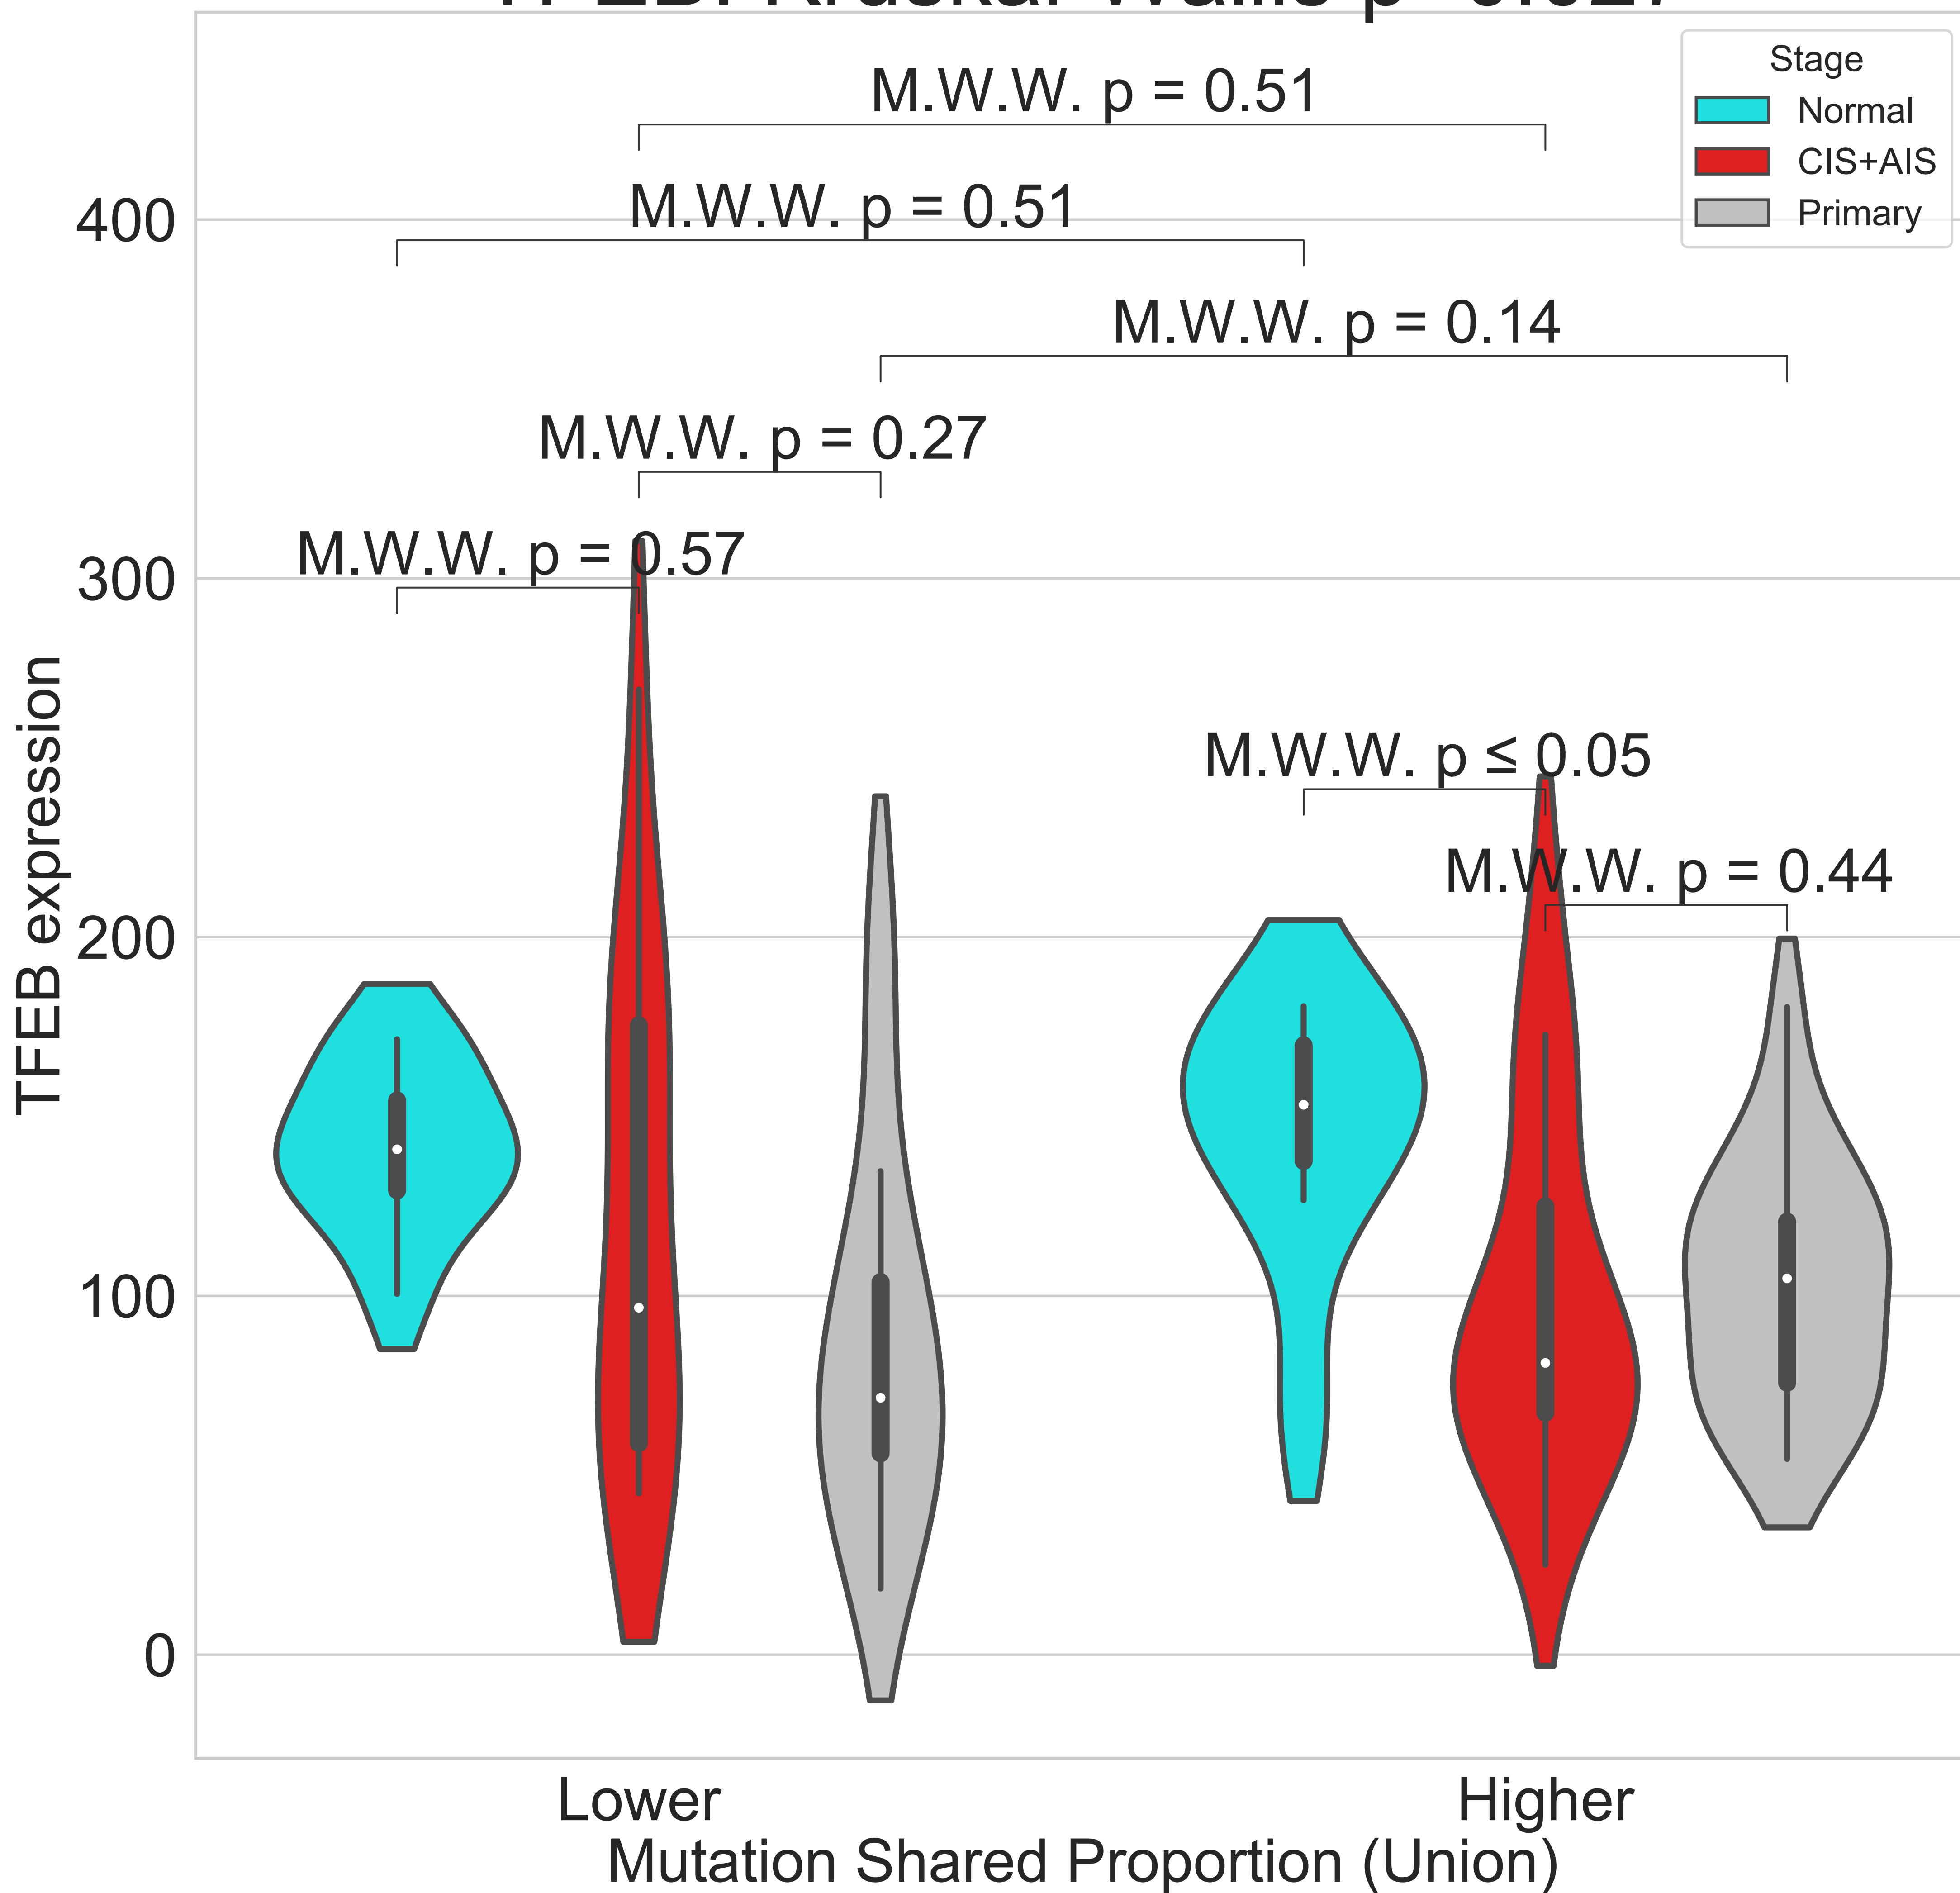 Stage
Normal
CIS+AIS
Primary
M.W.W. p = 0.51
M.W.W. p = 0.51
M.W.W. p = 0.14
M.W.W. p = 0.27
M.W.W. p = 0.57
M.W.W. p ≤ 0.05
M.W.W. p = 0.44
TFEB expression
400
300
200
100
0
Lower
Higher
Mutation Shared Proportion (Union)